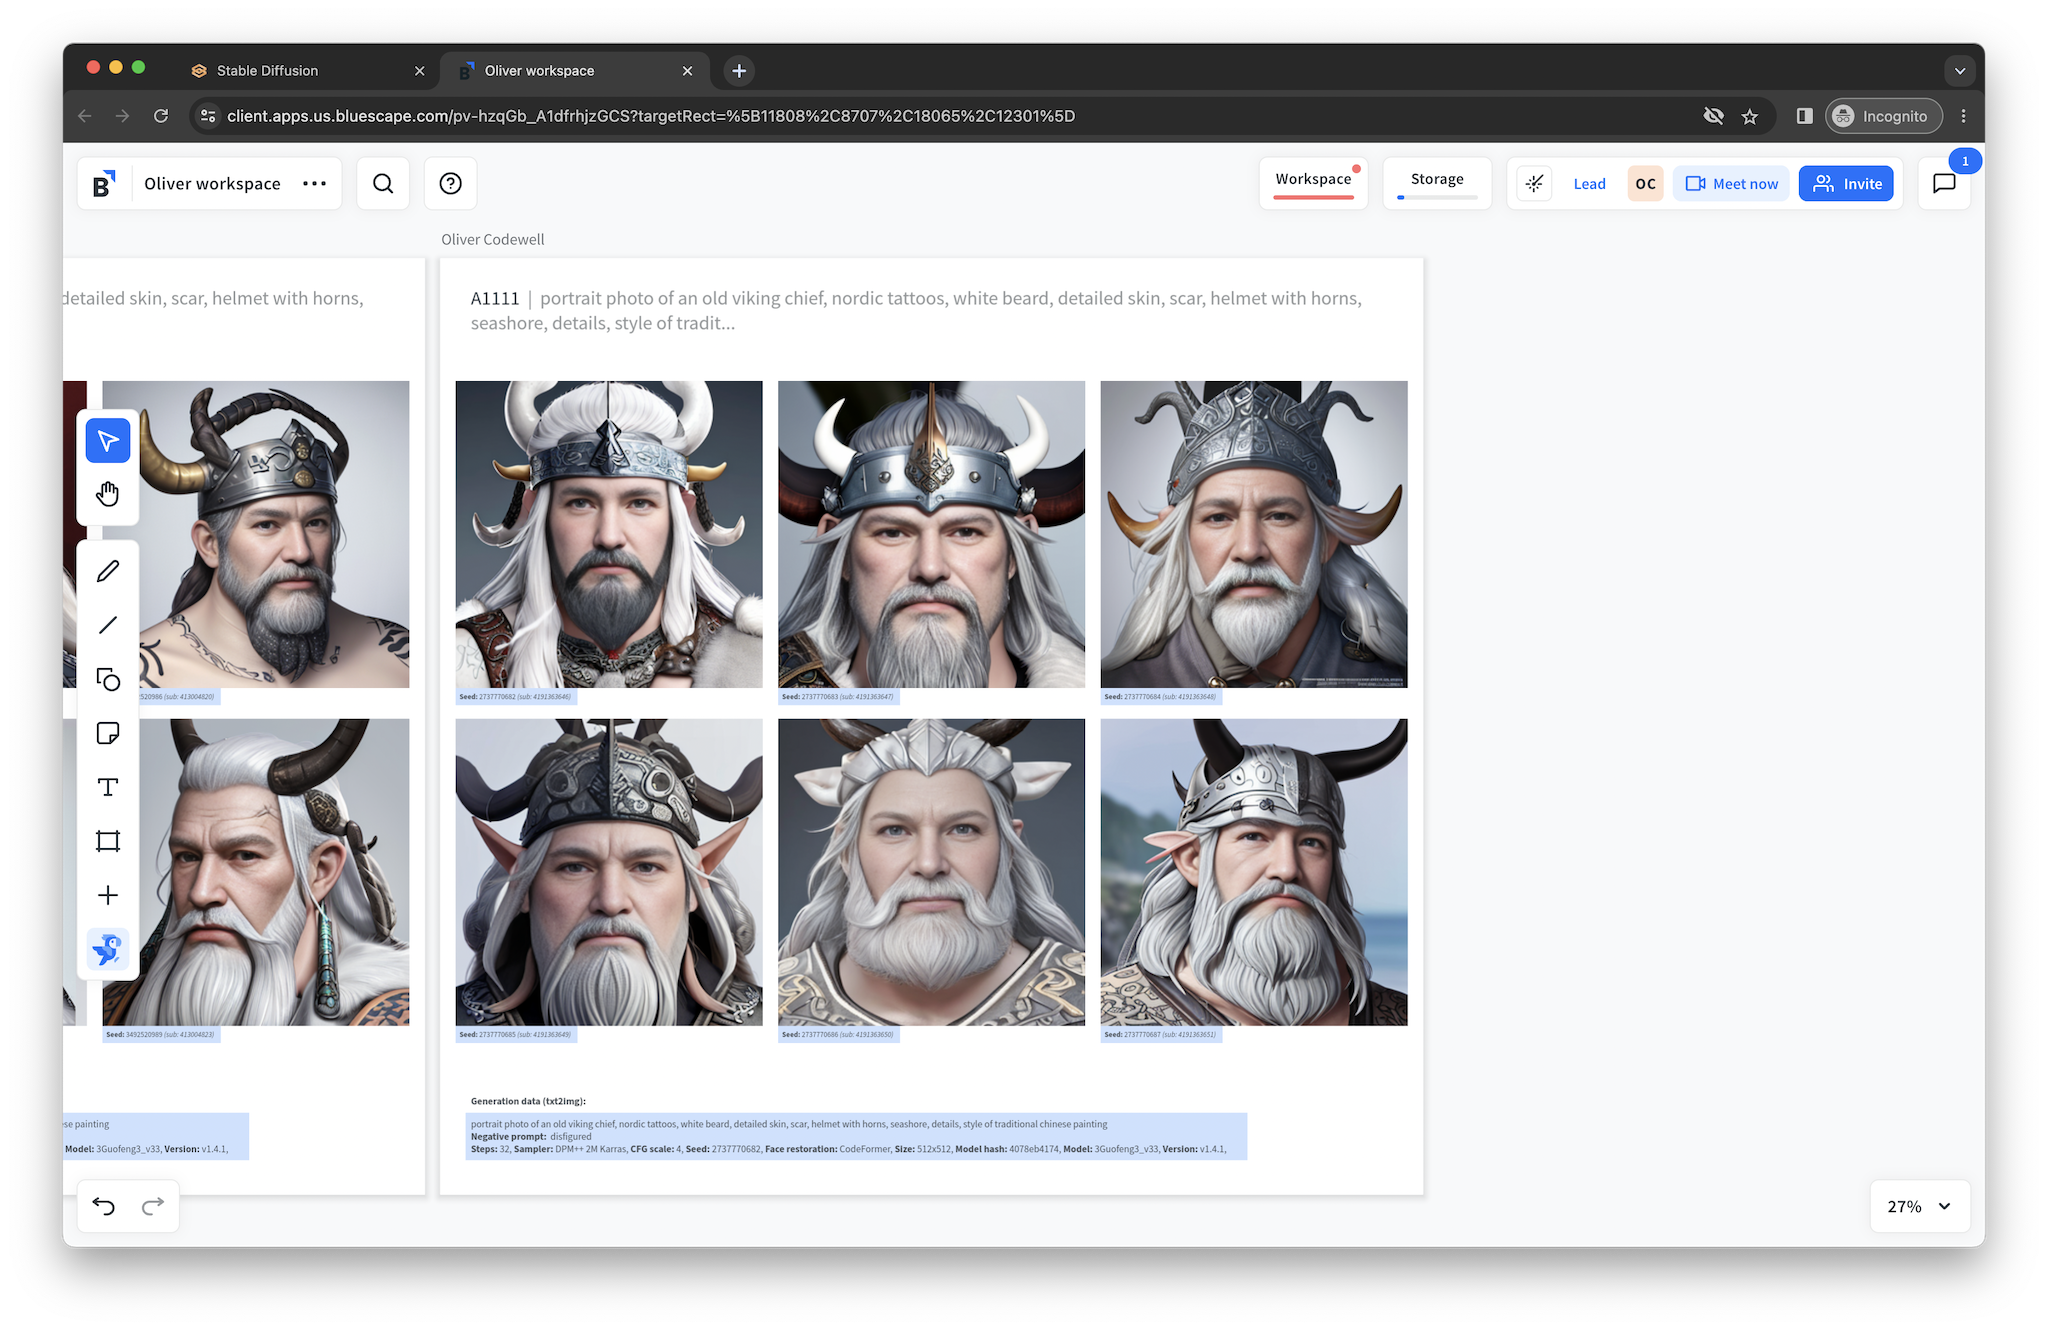 Stable Diffusion
Oliver workspace
client.apps.us.bluescape.com/pv-hzqGb_A1dfrhjzGCS?targetRect=%5B11808%2C8707%2C18065%2C12301%5D
Incognito
Oliver workspace
Workspace
Storage
Lead
OC
Meet now
Invite
1
Oliver Codewell
detailed skin, scar, helmet with horns,
A1111 | portrait photo of an old viking chief, nordic tattoos, white beard, detailed skin, scar, helmet with horns,
seashore, details, style of tradit...
520986 (sub: 413004820)
Seed: 2737770682 (sub: 4191363646)
Seed: 2737770683 (sub: 4191363647)
Seed: 2737770684 (sub: 4191363648)
Seed: 3492520989 (sub: 413004823)
Seed: 2737770685 (sub: 4191363649)
Seed: 2737770686 (sub: 4191363650)
Seed: 2737770687 (sub: 4191363651)
se painting
Model: 3Guofeng3_v33, Version: v1.4.1,
Generation data (txt2img):
portrait photo of an old viking chief, nordic tattoos, white beard, detailed skin, scar, helmet with horns, seashore, details, style of traditional chinese painting
Negative prompt: disfigured
Steps: 32, Sampler: DPM++ 2M Karras, CFG scale: 4, Seed: 2737770682, Face restoration: CodeFormer, Size: 512x512, Model hash: 4078eb4174, Model: 3Guofeng3_v33, Version: v1.4.1,
27%